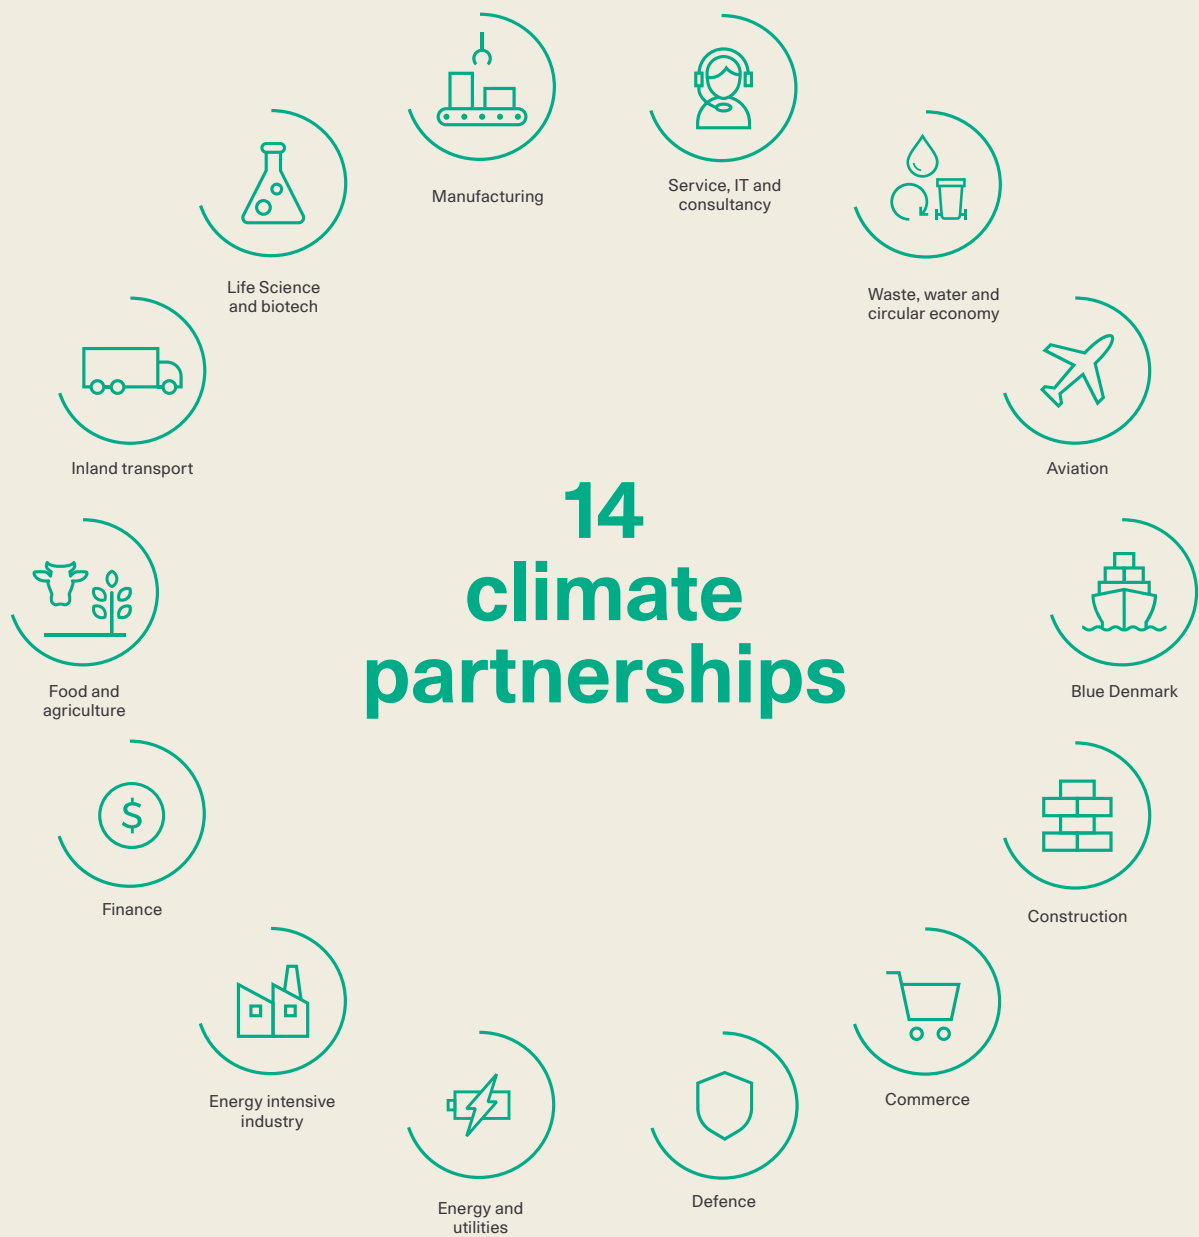 Manufacturing
Service, IT and
consultancy
Life Science
and biotech
Waste, water and
circular economy
Inland transport
Aviation
14
climate
partnerships
Food and
agriculture
Blue Denmark
$
Finance
Construction
Energy intensive
industry
Commerce
Energy and
utilities
Defence